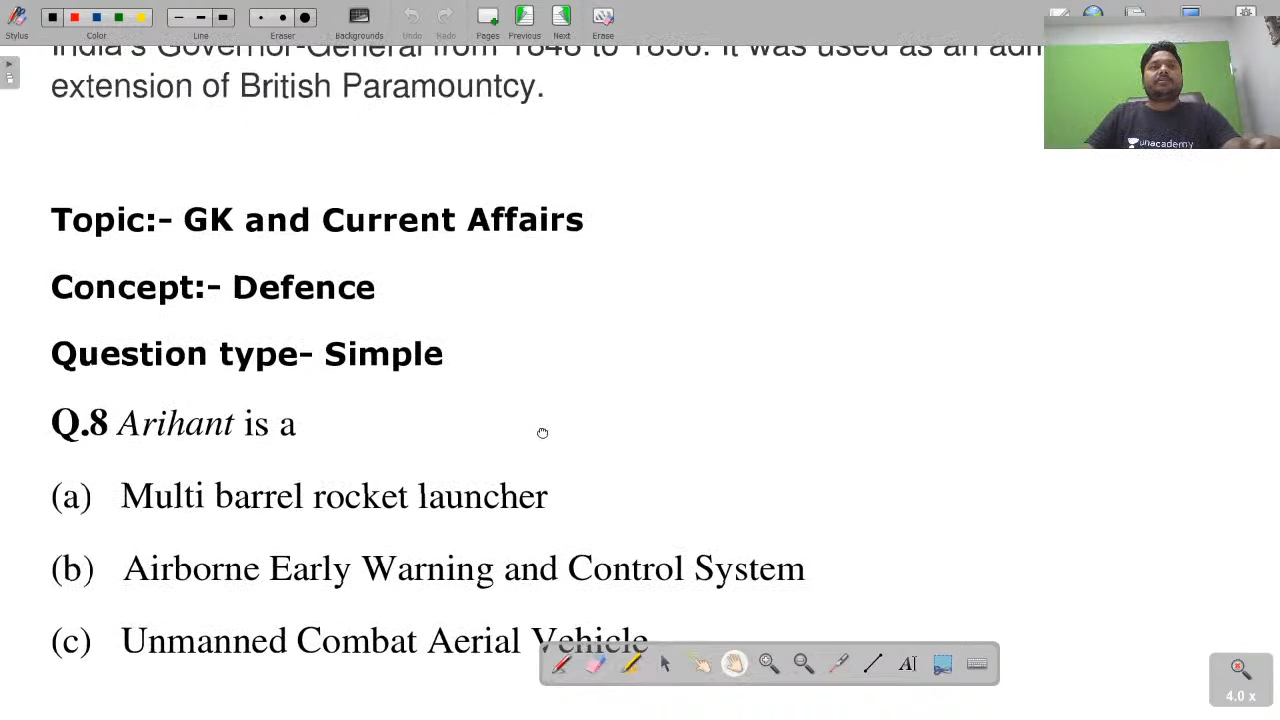 Stylus
Color
Line
Eraser
Backgrounds
Undo
Redo
Pages
Previous
Next
Erase
India's Governor-General from 1848 to 1856. It was used as an
extension of British Paramountcy.
unacademy
Topic:- GK and Current Affairs
Concept:- Defence
Question type- Simple
Q.8 Arihant is a
(a) Multi barrel rocket launcher
(b) Airborne Early Warning and Control System
(c) Unmanned Combat Aerial Vehicle
4.0 x